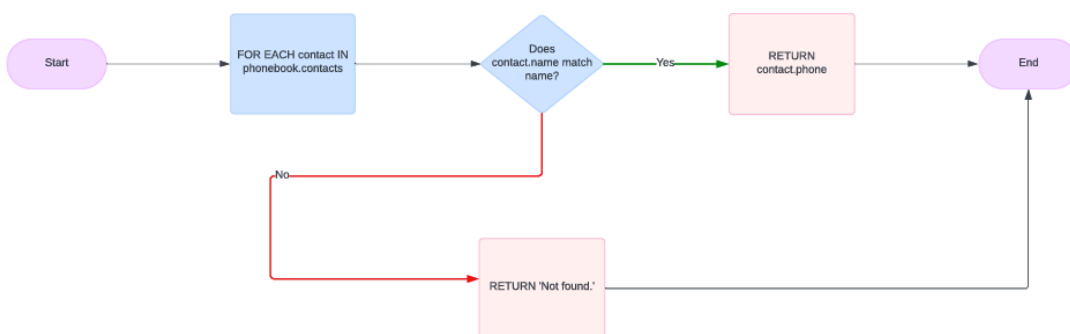 Start
FOR EACH contact IN
phonebook.contacts
Does
contact.name match
name?
Yes
RETURN
contact.phone
End
No
RETURN 'Not found.'